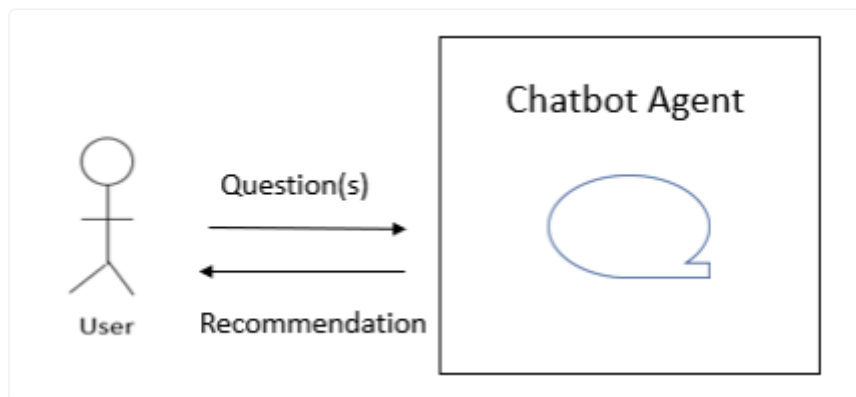 Chatbot Agent
Question(s)
User
Recommendation